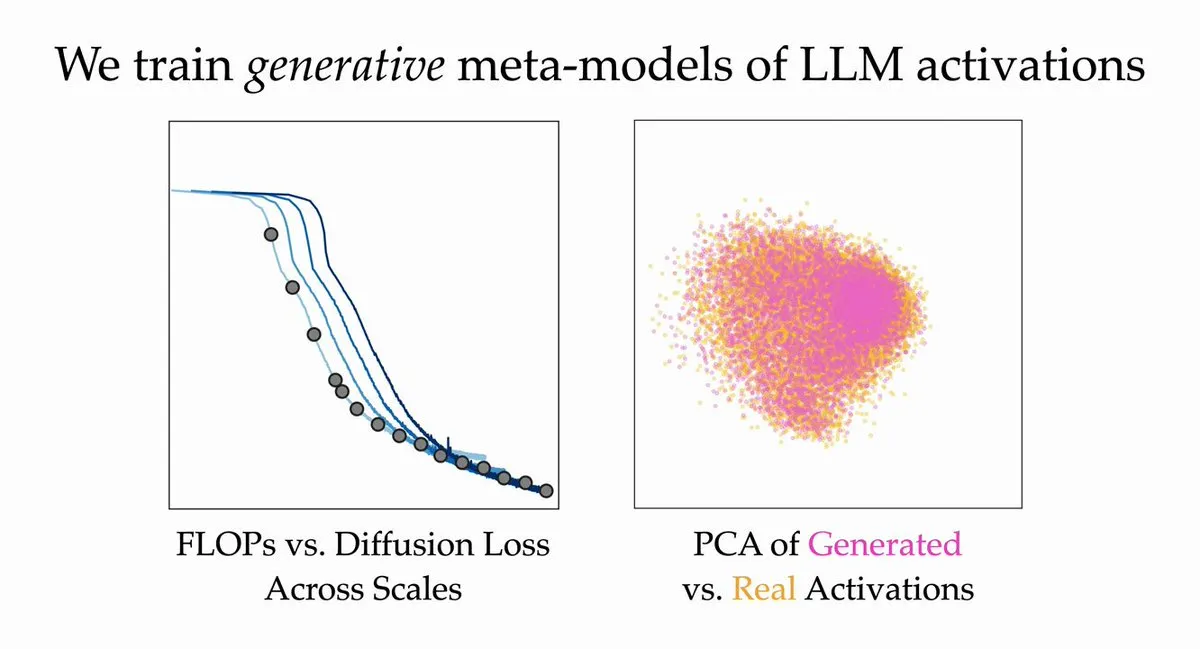 We train generative meta-models of LLM activations
FLOPs vs. Diffusion Loss
Across Scales
PCA of Generated
vs. Real Activations